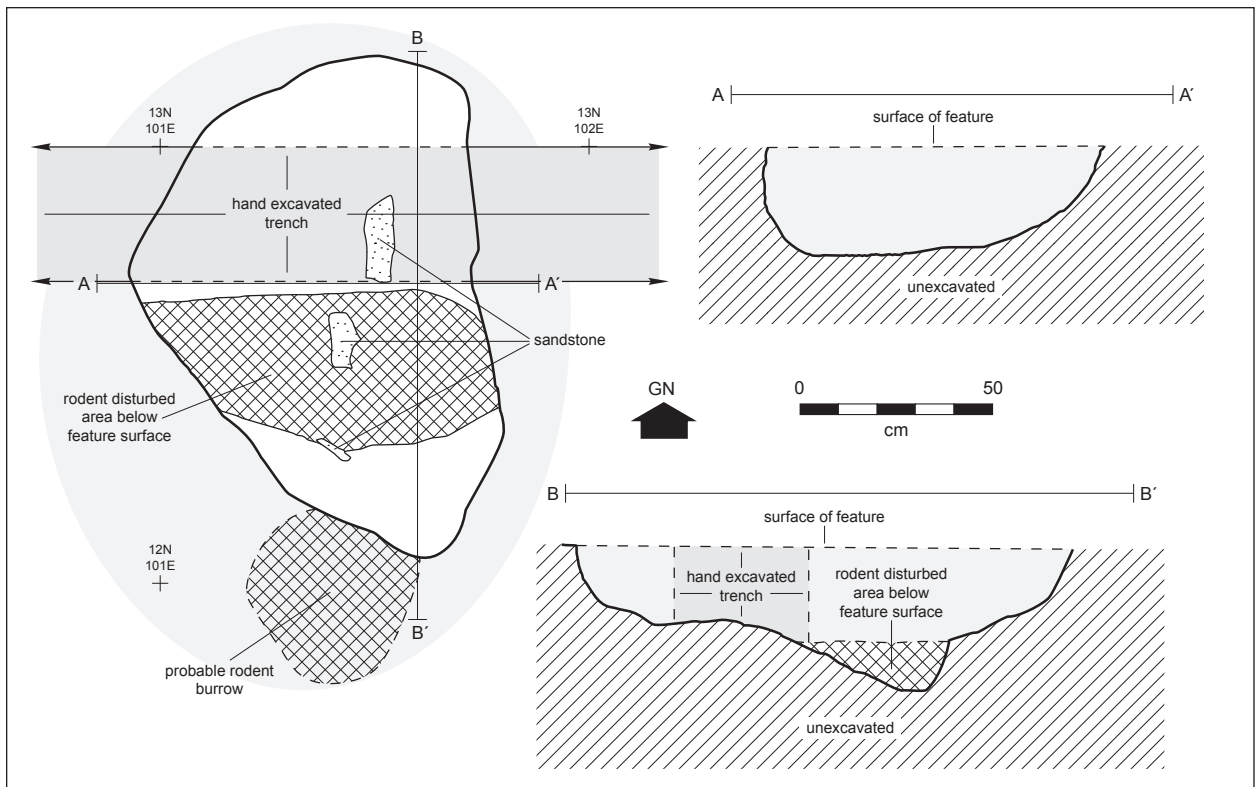 B
13N
101E
13N
102E
hand excavated
trench
A
A´
sandstone
rodent disturbed
area below
feature surface
12N
101E
B´
probable rodent
burrow
A
A´
surface of feature
unexcavated
GN
0
50
cm
B
B´
surface of feature
hand excavated
trench
rodent disturbed
area below
feature surface
unexcavated